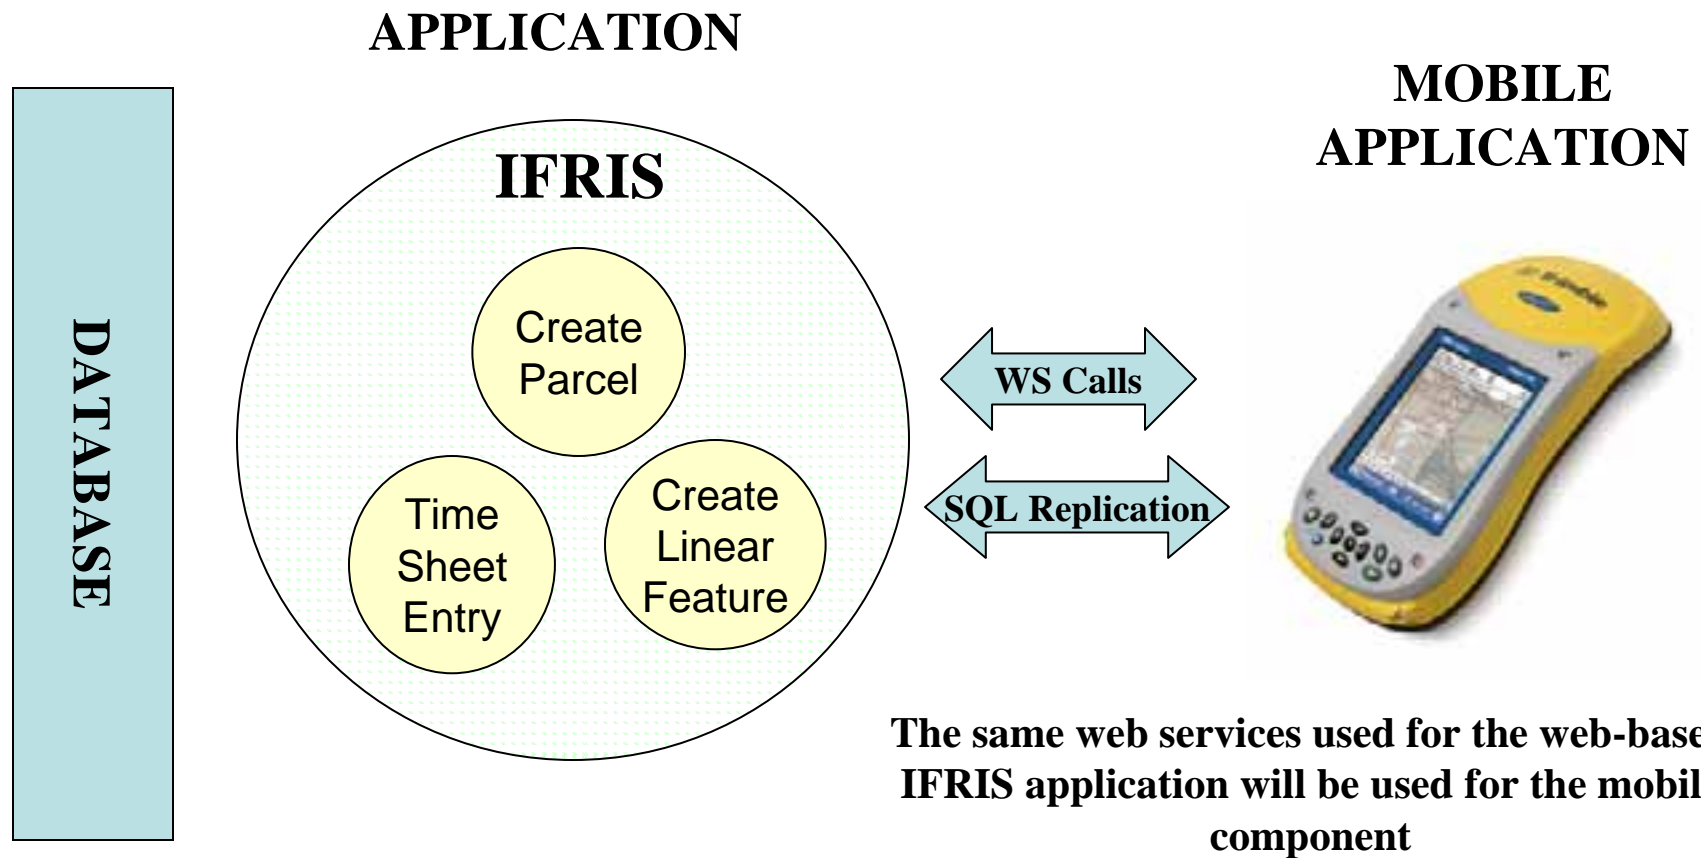 APPLICATION
MOBILE
APPLICATION
DATABASE
IFRIS
Create
Parcel
Time
Sheet
Entry
Create
Linear
Feature
WS Calls
SQL Replication
Trimble
The same web services used for the web-base
IFRIS application will be used for the mobil
component